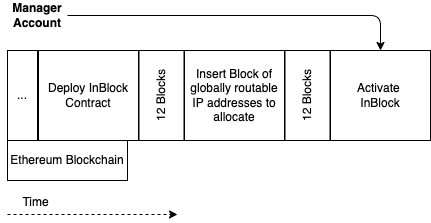 Manager
Account
...
Deploy InBlock
Contract
12 Blocks
Insert Block of
globally routable
IP addresses to
allocate
12 Blocks
Activate
InBlock
Ethereum Blockchain
Time